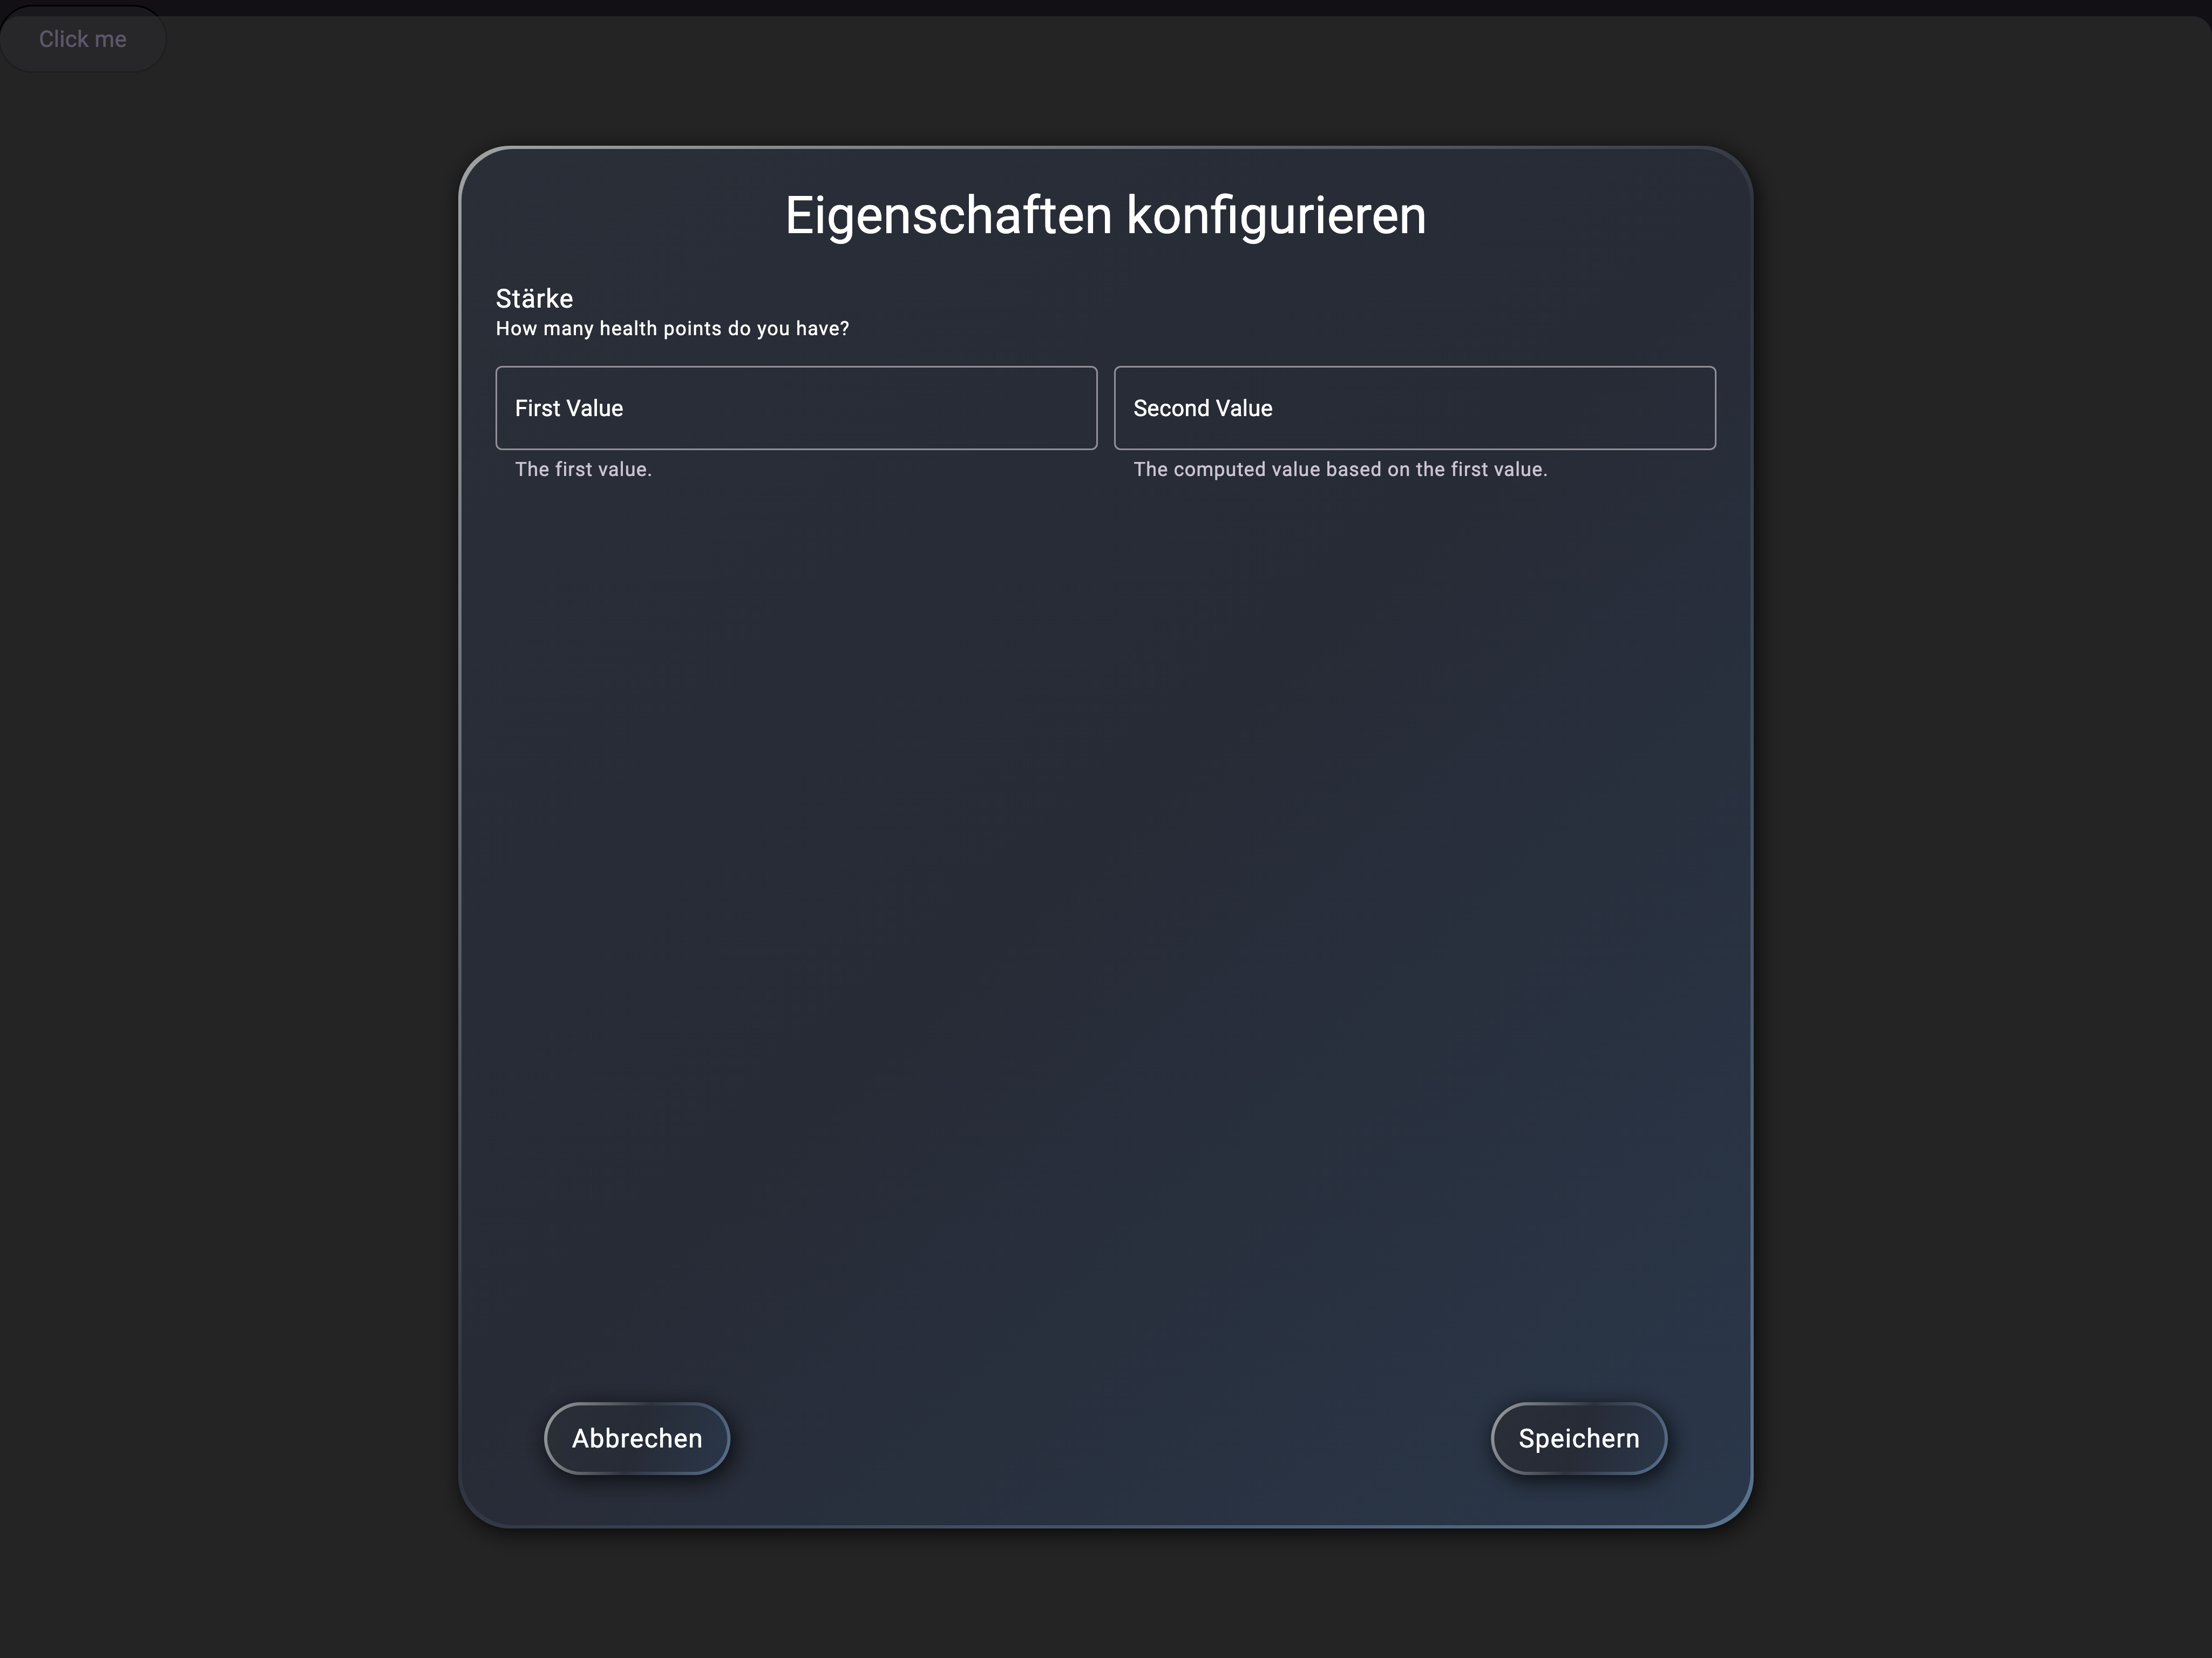 Click me
Eigenschaften konfigurieren
Stärke
How many health points do you have?
First Value
Second Value
The first value.
The computed value based on the first value.
Abbrechen
Speichern